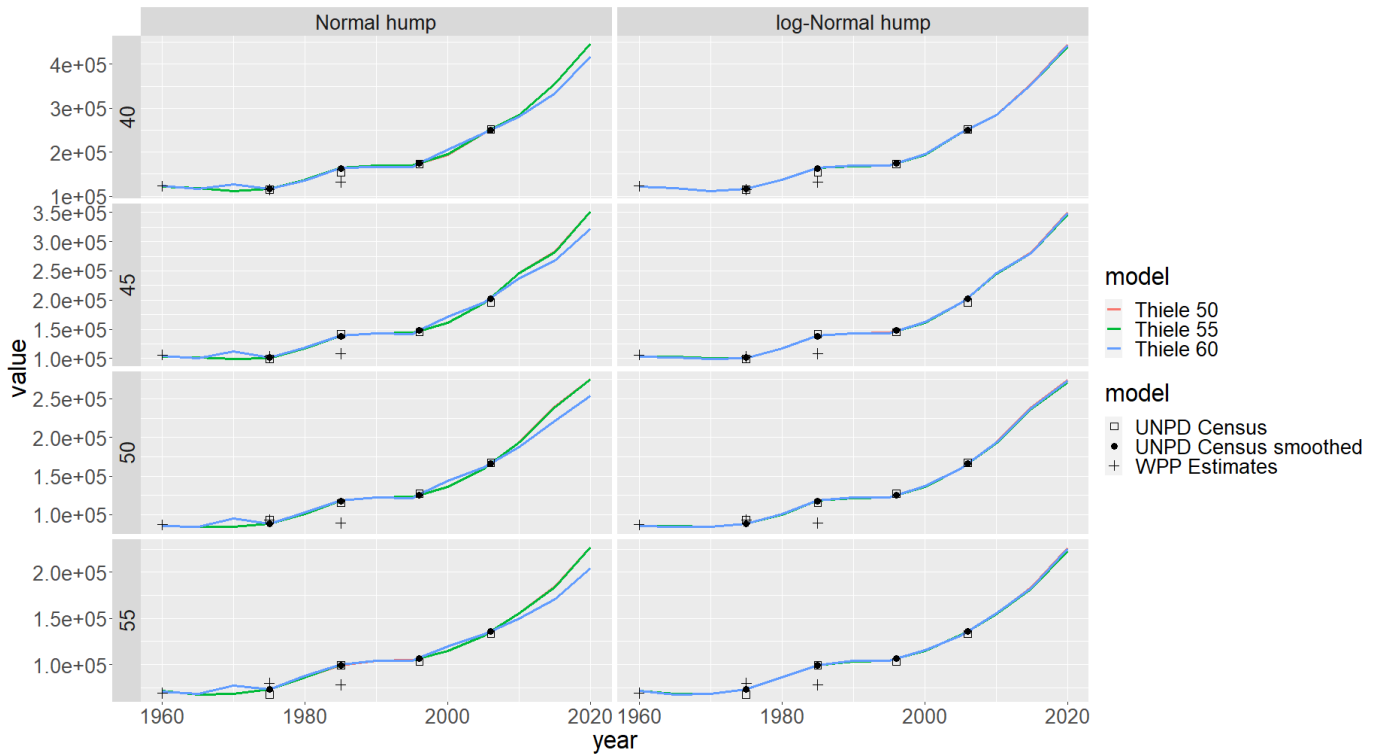 Normal hump
log-Normal hump
value
40
4e+05
3e+05
2e+05
1e+05
45
3.5e+05
3.0e+05
2.5e+05
2.0e+05
1.5e+05
1.0e+05
50
2.5e+05
2.0e+05
1.5e+05
1.0e+05
55
2.0e+05
1.5e+05
1.0e+05
1960
1980
2000
2020
1960
1980
2000
2020
year
model
Thiele 50
Thiele 55
Thiele 60
model
UNPD Census
UNPD Census smoothed
WPP Estimates